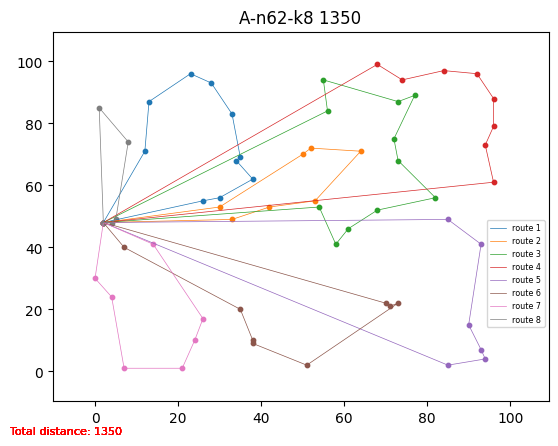 A-n62-k8 1350
100
80
60
40
20
0
0 20 40 60 80 100
route 1
route 2
route 3
route 4
route 5
route 6
route 7
route 8
Total distance: 1350